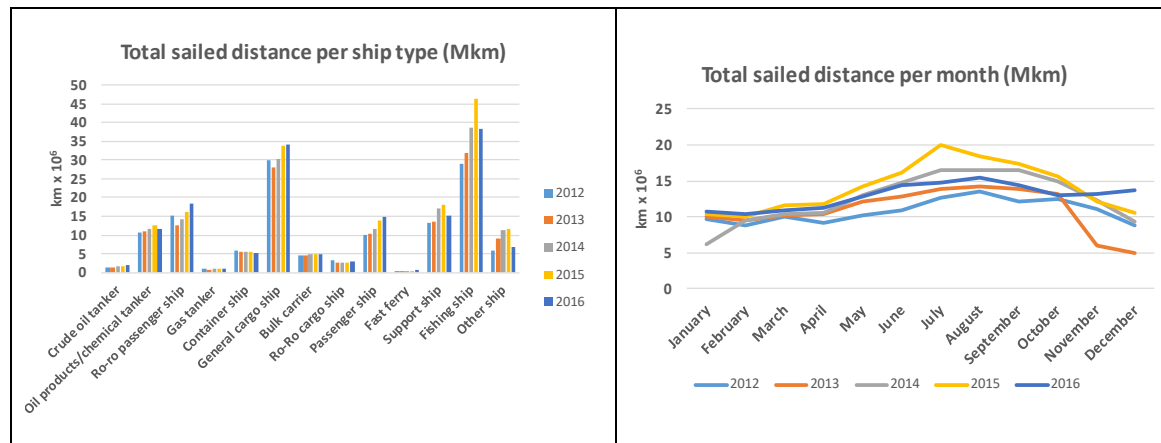 Total sailed distance per ship type (Mkm)
50
45
40
35
30
25
20
15
10
5
0
km x 10⁶
Crude oil tanker
Oil products/chemical tanker
Ro-ro passenger ship
Gas tanker
Container ship
General cargo ship
Bulk carrier
Ro-Ro cargo ship
Passenger ship
Fast ferry
Support ship
Fishing ship
Other ship
2012
2013
2014
2015
2016
Total sailed distance per month (Mkm)
25
20
15
10
5
0
km x 10⁶
January
February
March
April
May
June
July
August
September
October
November
December
2012 2013 2014 2015 2016